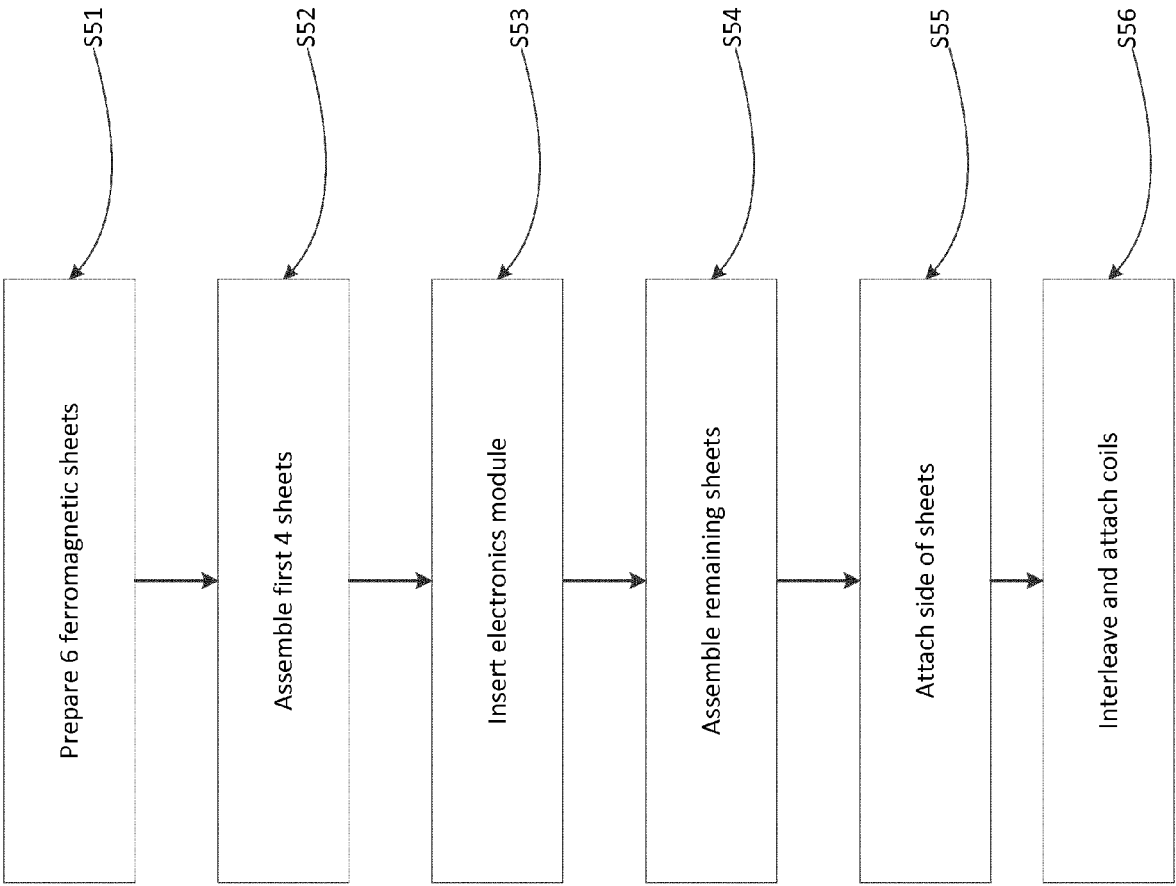 Prepare 6 ferromagnetic sheets
S51
Assemble first 4 sheets
S52
Insert electronics module
S53
Assemble remaining sheets
S54
Attach side of sheets
S55
Interleave and attach coils
S56